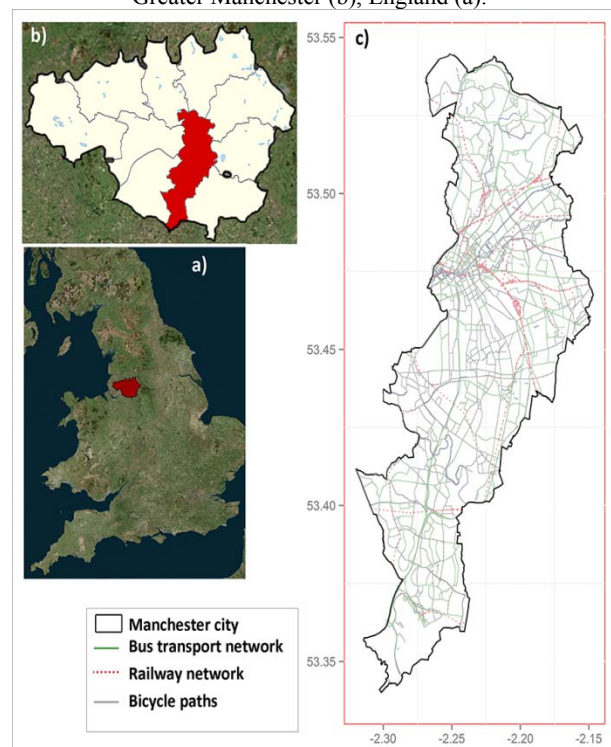 Greater Manchester (b), England (a).
b)
c)
53.55
53.50
53.45
53.40
53.35
-2.30
-2.25
-2.20
-2.15
a)
Manchester city
Bus transport network
Railway network
Bicycle paths